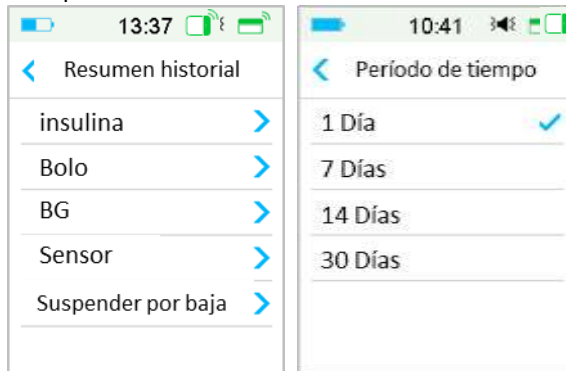 13:37
Resumen historial
insulina
Bolo
BG
Sensor
Suspender por baja
10:41
Período de tiempo
1 Día
7 Días
14 Días
30 Días